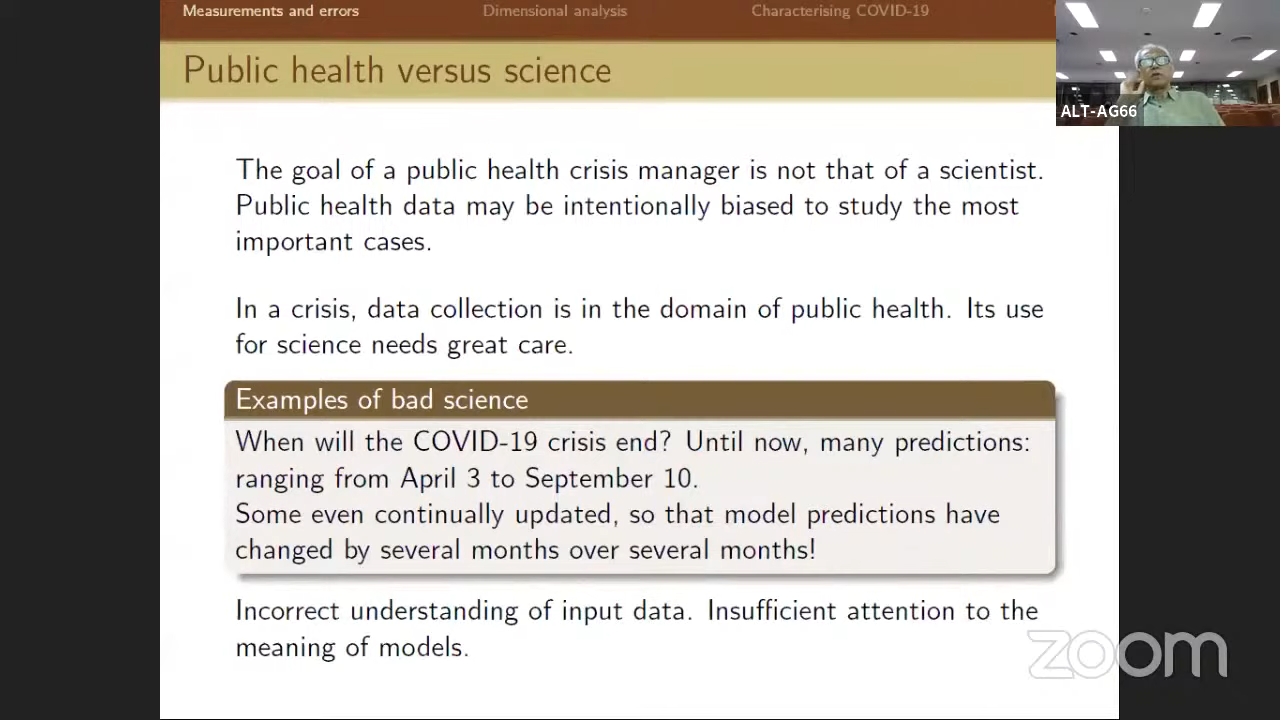 Measurements and errors
Dimensional analysis
Characterising COVID-19
Public health versus science
ALT-AG66
The goal of a public health crisis manager is not that of a scientist.
Public health data may be intentionally biased to study the most
important cases.
In a crisis, data collection is in the domain of public health. Its use
for science needs great care.
Examples of bad science
When will the COVID-19 crisis end? Until now, many predictions:
ranging from April 3 to September 10.
Some even continually updated, so that model predictions have
changed by several months over several months!
Incorrect understanding of input data. Insufficient attention to the
meaning of models.
zoom